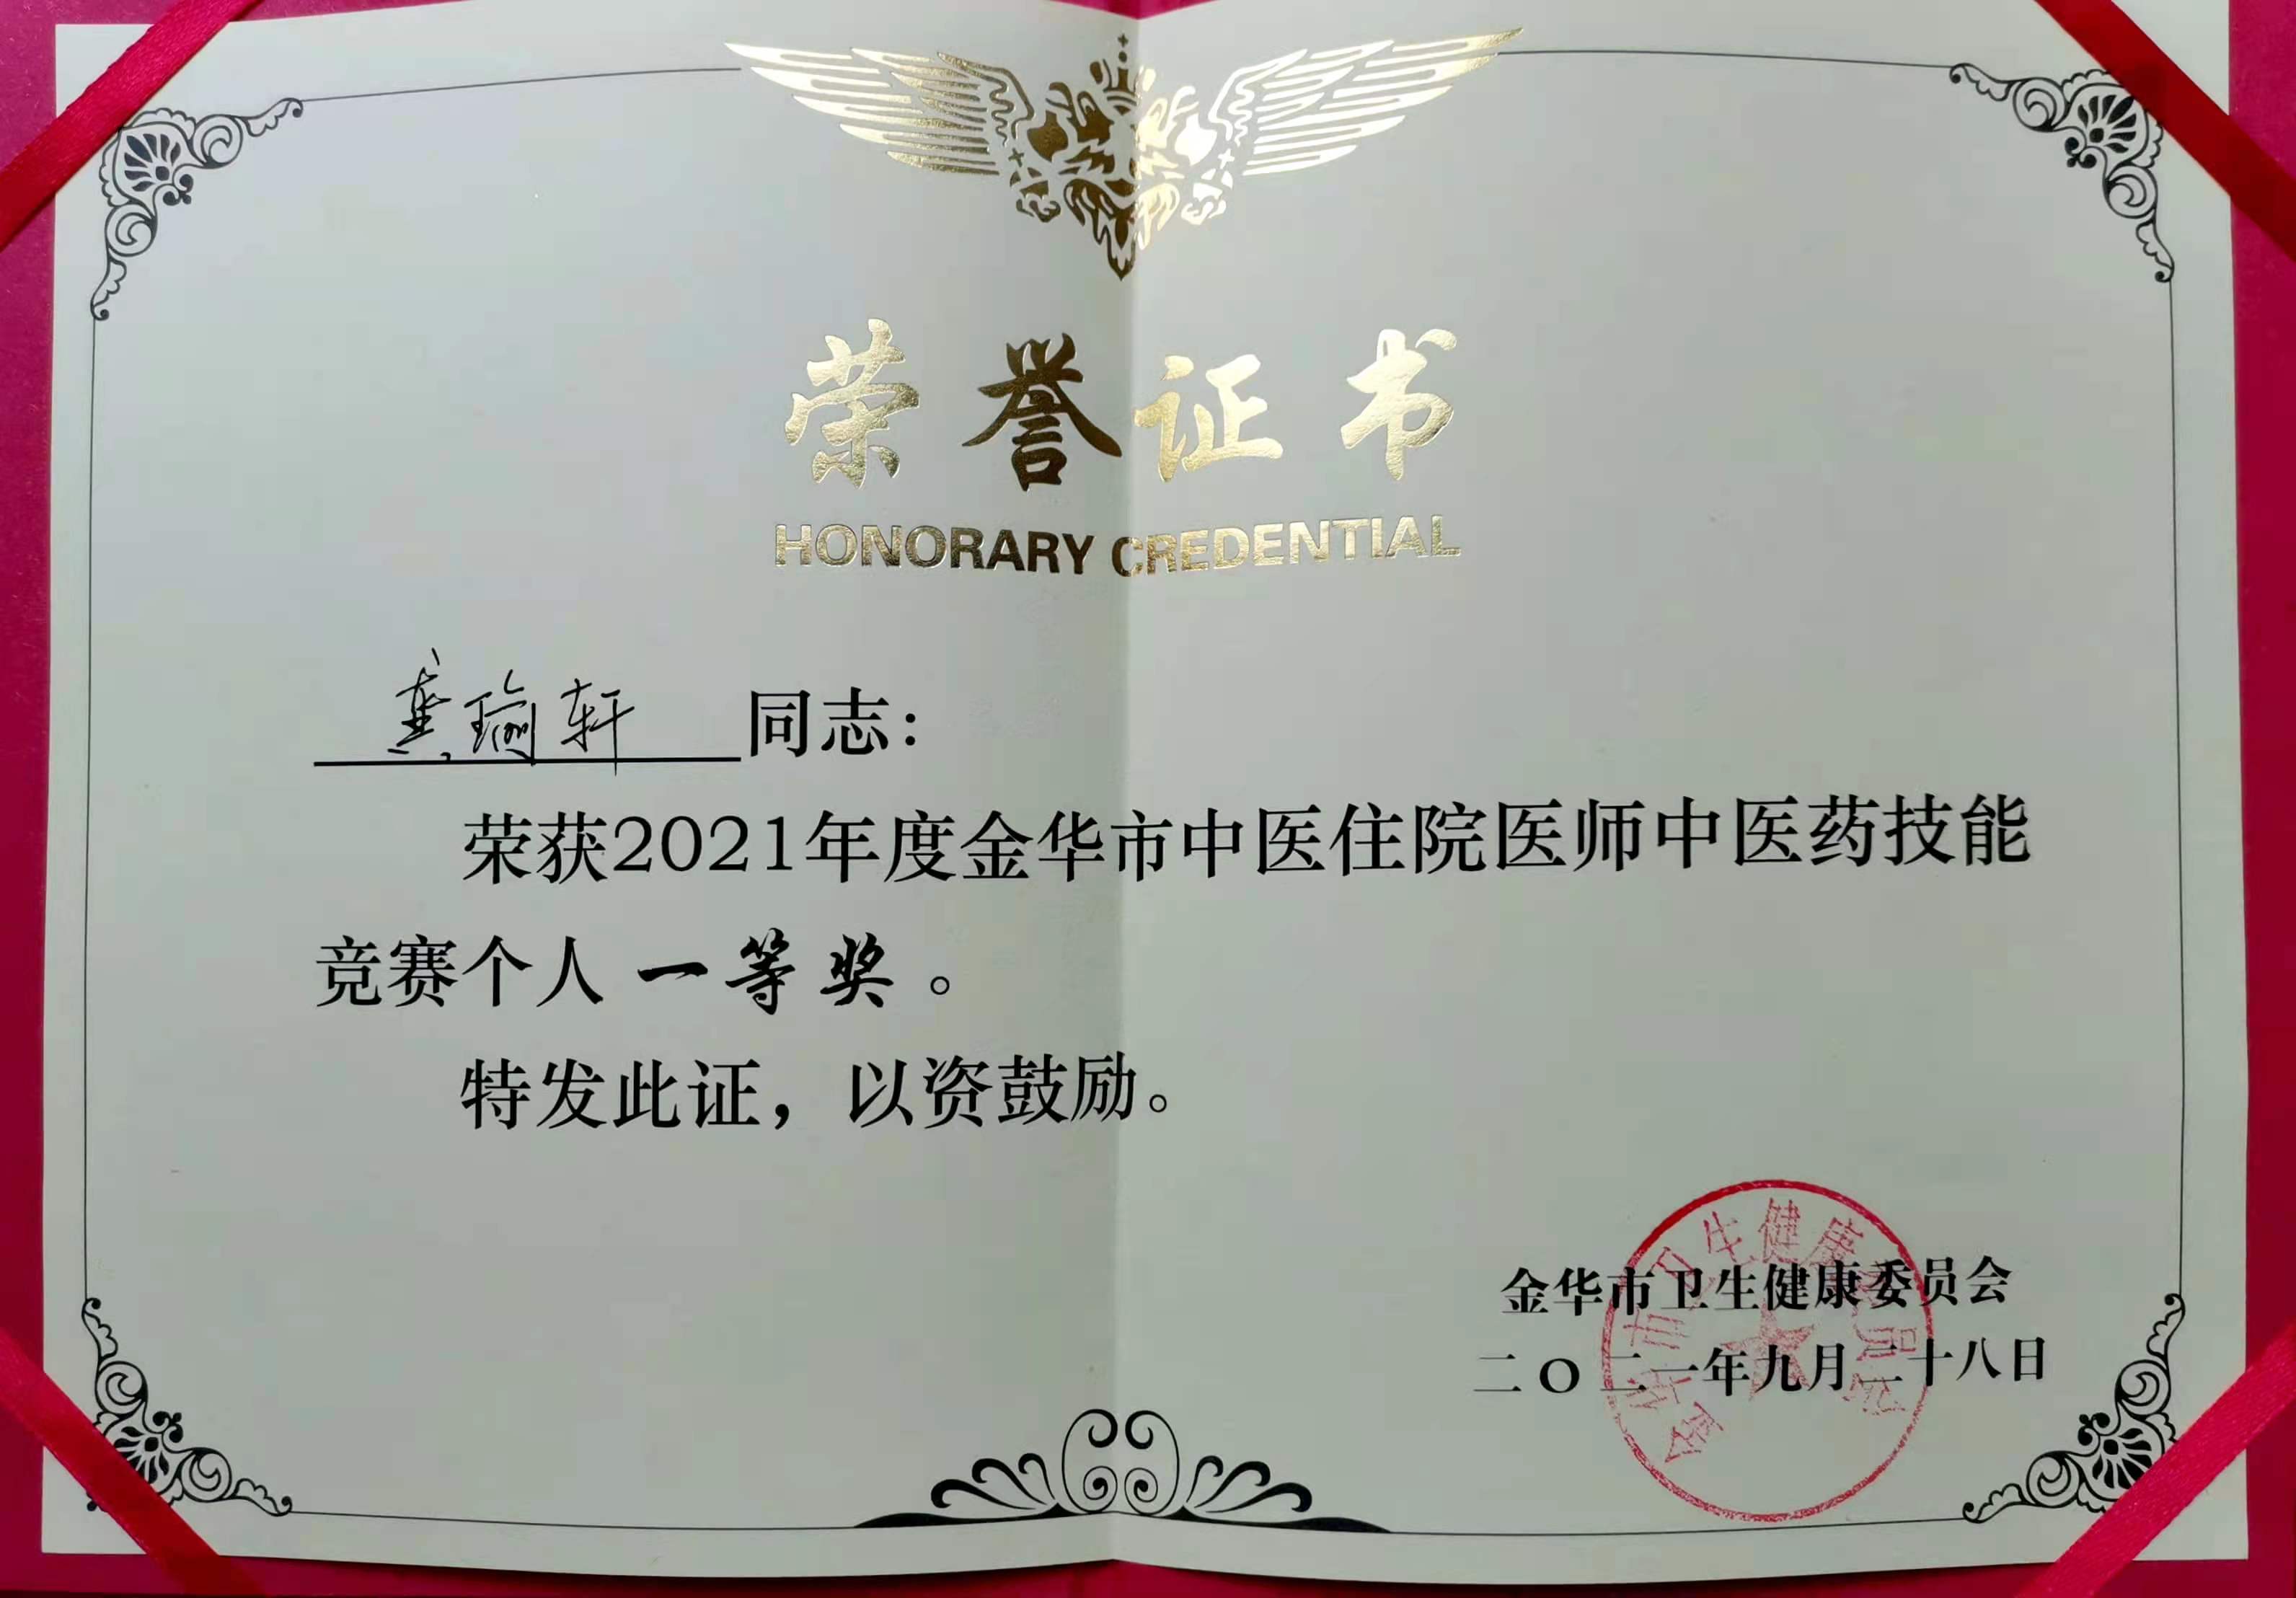 荣誉证书
HONORARY CREDENTIAL
龚瑜轩同志：
荣获2021年度金华市中医住院医师中医药技能
竞赛个人一等奖。
特发此证，以资鼓励。
金华市卫生健康委员会
二〇二一年九月二十八日